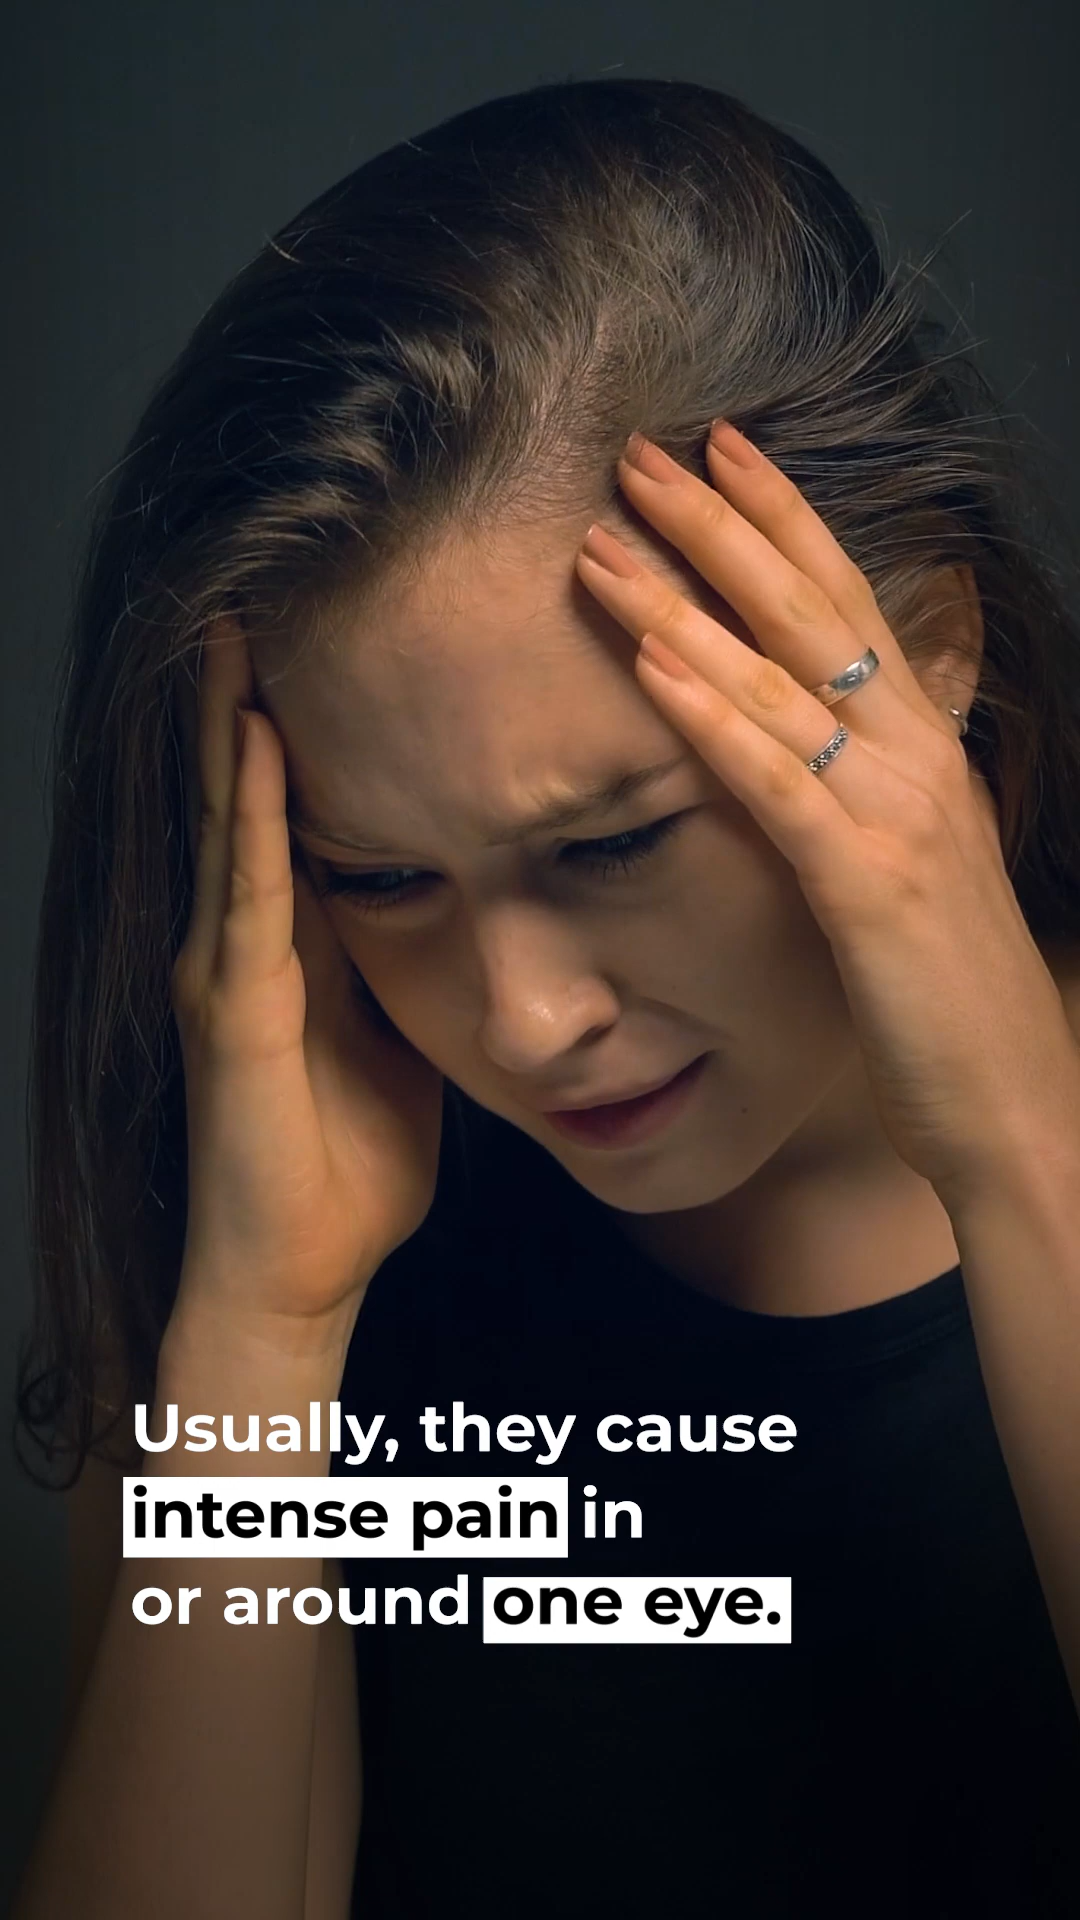 Usually, they cause
intense pain in
or around one eye.